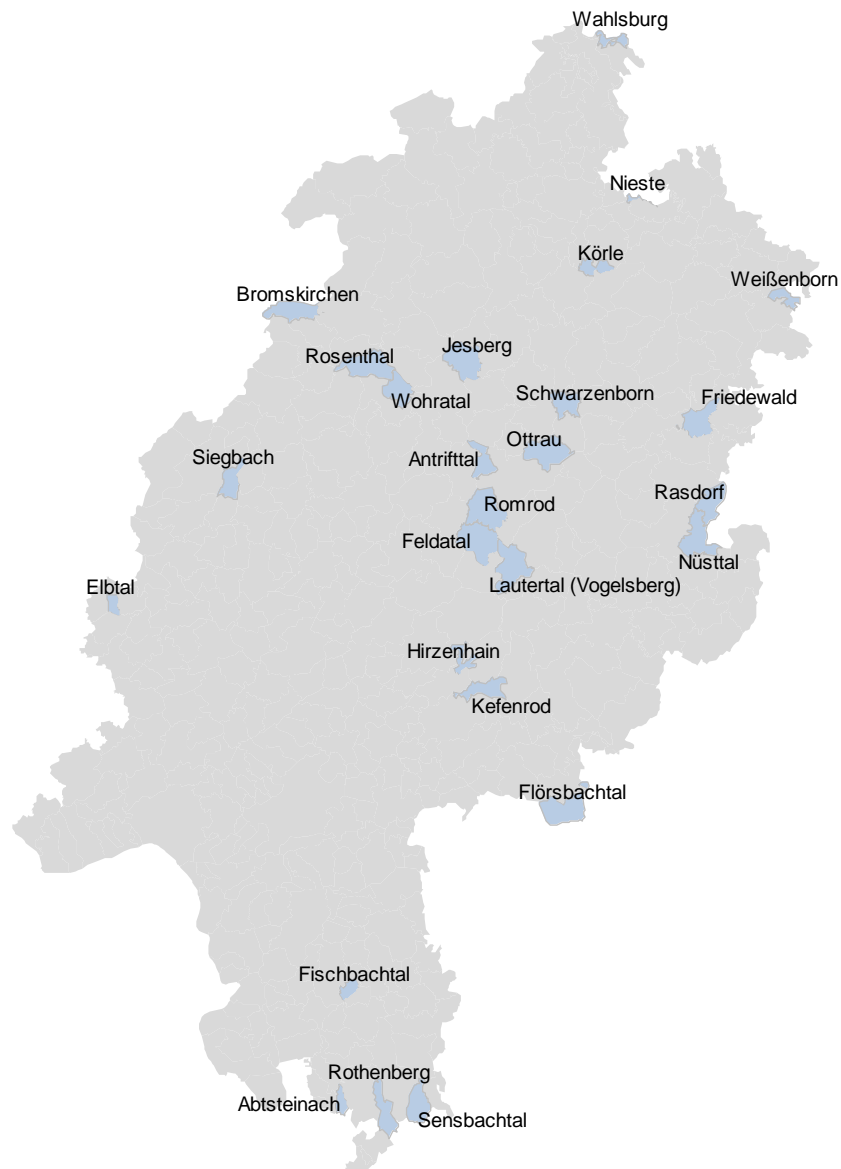 Wahlsburg
Nieste
Körle
Weißenborn
Bromskirchen
Jesberg
Rosenthal
Schwarzenborn
Friedewald
Wohratal
Ottrau
Siegbach
Antrifttal
Rasdorf
Romrod
Feldatal
Nüsttal
Lautertal (Vogelsberg)
Elbtal
Hirzenhain
Kefenrod
Flörsbachtal
Fischbachtal
Rothenberg
Abtsteinach
Sensbachtal